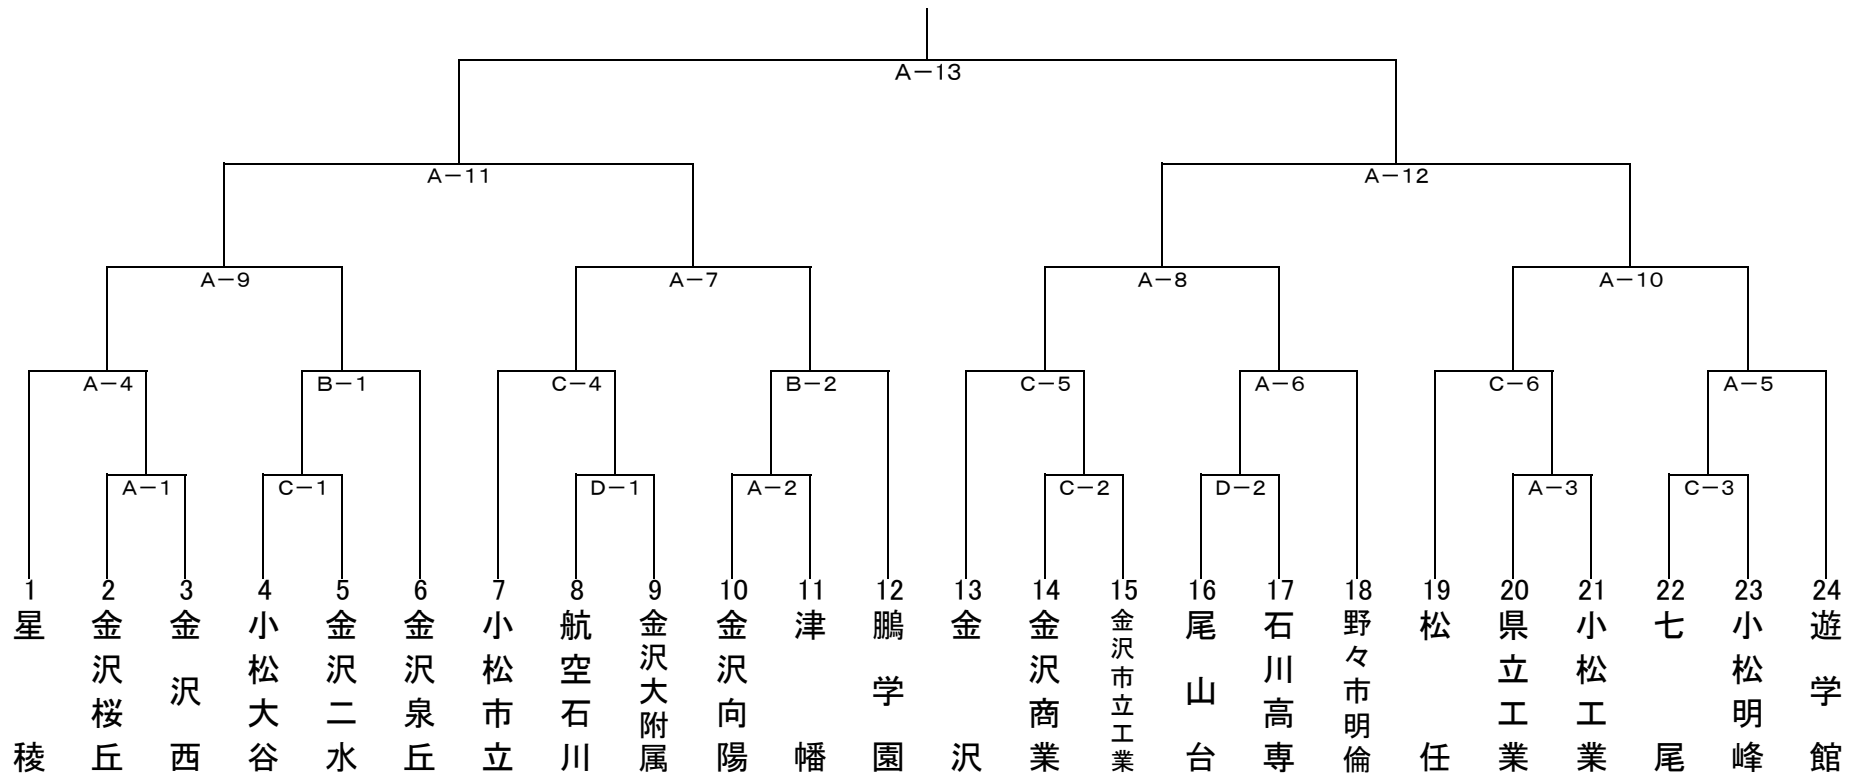 A－13
A－11
A－12
A－9
A－7
A－8
A－10
A－4
B－1
C－4
B－2
C－5
A－6
C－6
A－5
A－1
C－1
D－1
A－2
C－2
D－2
A－3
C－3
1
2
3
4
5
6
7
8
9
10
11
12
13
14
15
16
17
18
19
20
21
22
23
24
星稜
金沢桜丘
金沢西
小松大谷
金沢二水
金沢泉丘
小松市立
航空石川
金沢大附属
金沢向陽
津幡
鵬学園
金沢
金沢商業
金沢市立工業
尾山台
石川高専
野々市明倫
松任
県立工業
小松工業
七尾
小松明峰
遊学館